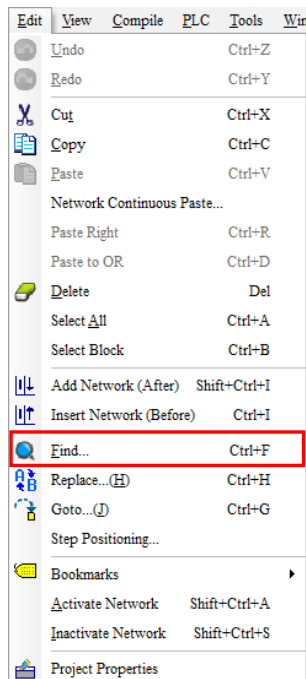 Edit View Compile PLC Tools Win
Undo Ctrl+Z
Redo Ctrl+Y
Cut Ctrl+X
Copy Ctrl+C
Paste Ctrl+V
Network Continuous Paste...
Paste Right Ctrl+R
Paste to OR Ctrl+D
Delete Del
Select All Ctrl+A
Select Block Ctrl+B
Add Network (After) Shift+Ctrl+I
Insert Network (Before) Ctrl+I
Find... Ctrl+F
Replace...(H) Ctrl+H
Goto...(J) Ctrl+G
Step Positioning...
Bookmarks
Activate Network Shift+Ctrl+A
Inactivate Network Shift+Ctrl+S
Project Properties